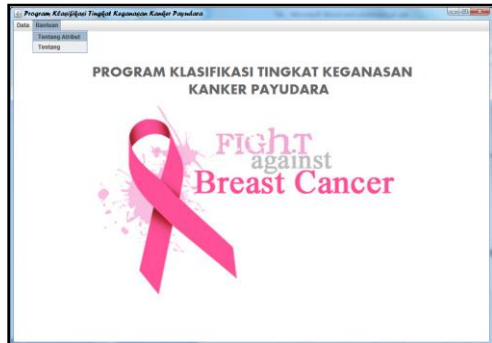 Program Klasifikasi Tingkat Keganasan Kanker Payudara
Data Bantuan
Tentang Atribut
Tentang
PROGRAM KLASIFIKASI TINGKAT KEGANASAN
KANKER PAYUDARA
FIGhT
against
Breast Cancer